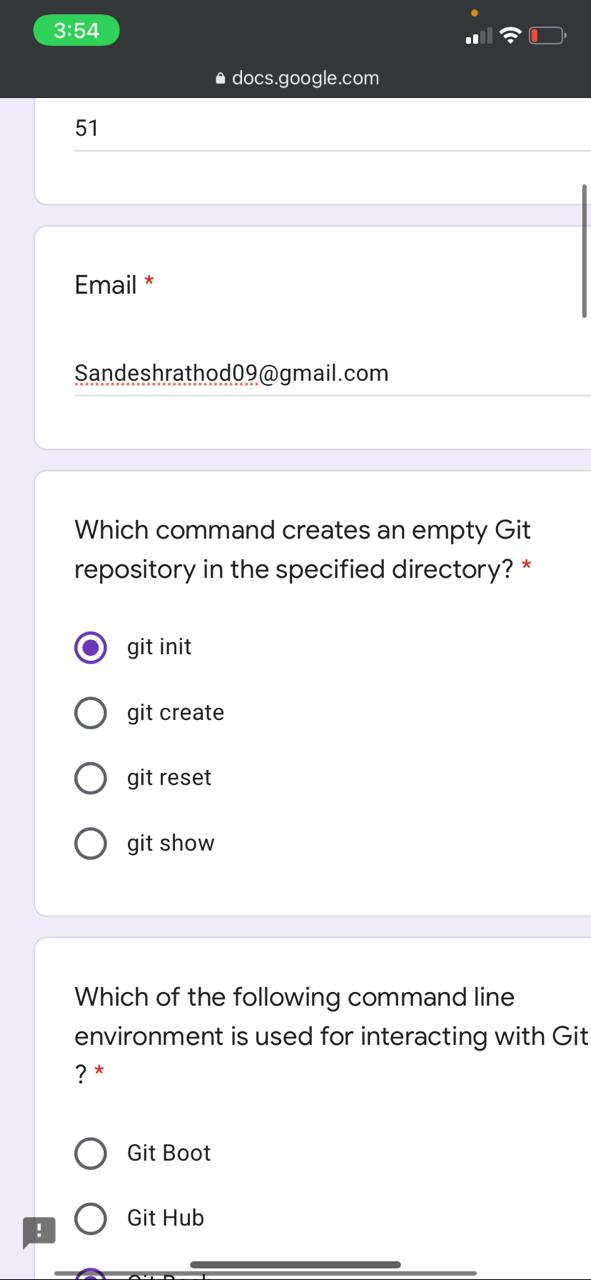 3:54
docs.google.com
51
Email *
Sandeshrathod09@gmail.com
Which command creates an empty Git
repository in the specified directory? *
git init
git create
git reset
git show
Which of the following command line
environment is used for interacting with Git
? *
Git Boot
Git Hub
Git